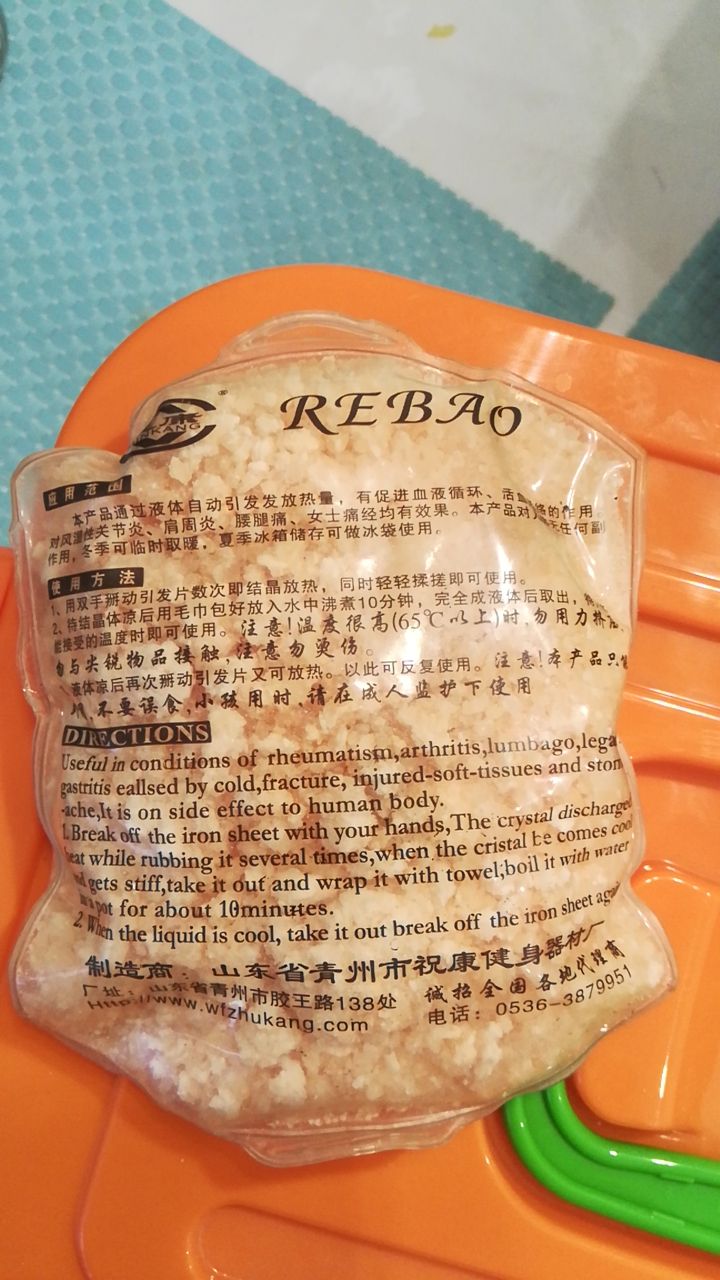 REBAO
®
KANG
应用范围
本产品通过液体自动引发发放热量，有促进血液循环、活血 络的作用。
对风湿性关节炎、肩周炎、腰腿痛、女士痛经均有效果。本产品对 无任何副
作用，冬季可临时取暖，夏季冰箱储存可做冰袋使用。
使用方法
1、用双手掰动引发片数次即结晶放热，同时轻轻揉搓即可使用。
2、待结晶体凉后用毛巾包好放入水中沸煮10分钟，完全成液体后取出，
能接受的温度时即可使用。注意!温度很高(65℃以上)时,勿用力挤
勿与尖锐物品接触,注意勿烫伤。
液体凉后再次掰动引发片又可放热。以此可反复使用。注意!本产品只
用,不要误食,小孩用时,请在成人监护下使用
DIRECTIONS
Useful in conditions of rheumatism,arthritis,lumbago,lega
gastritis eallsed by cold,fracture, injured-soft-tissues and stom
-ache,It is on side effect to human body.
1.Break off the iron sheet with your hands,The crystal discharged
heat while rubbing it several times,when the cristal be comes cool
and gets stiff,take it out and wrap it with towel;boil it with water
in a pot for about 10minutes.
2. When the liquid is cool, take it out break off the iron sheet again
制造商：山东省青州市祝康健身器材厂
厂址：山东省青州市胶王路138处 诚招全国各地代理商
Http://www.wfzhukang.com 电话：0536-3879951